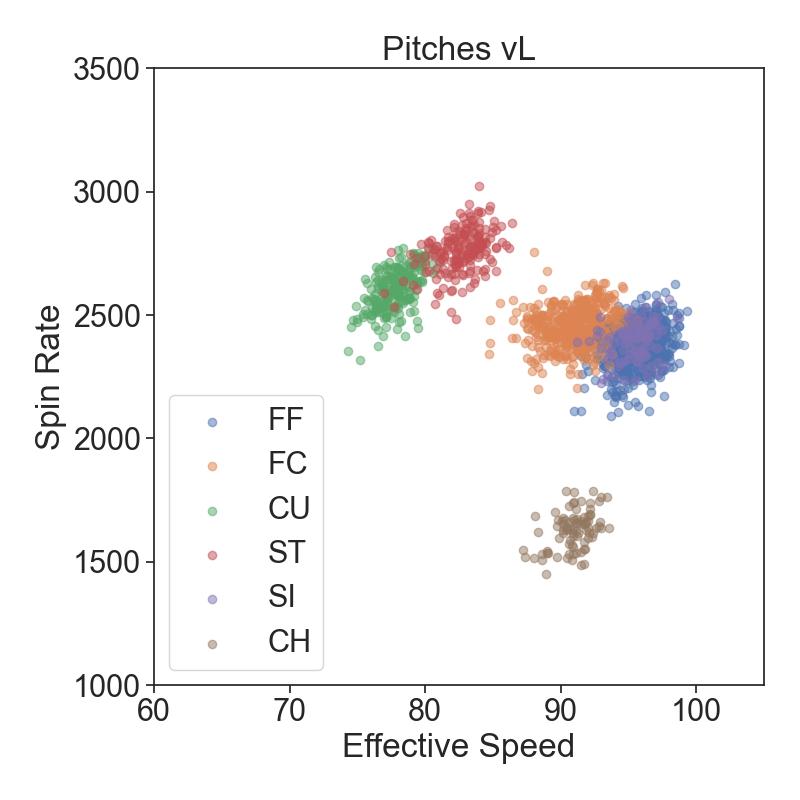 Pitches vL
3500
3000
2500
2000
1500
1000
Spin Rate
FF
FC
CU
ST
SI
CH
60 70 80 90 100
Effective Speed